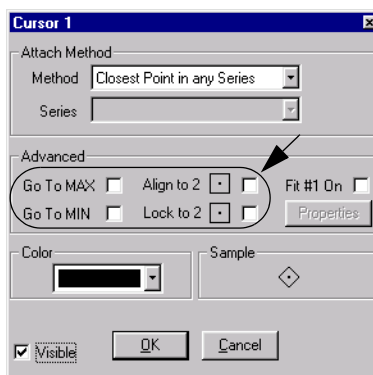 Cursor 1
Attach Method
Method Closest Point in any Series
Series
Advanced
Go To MAX Align to 2 Fit #1 On
Go To MIN Lock to 2 Properties
Color Sample
Visible OK Cancel